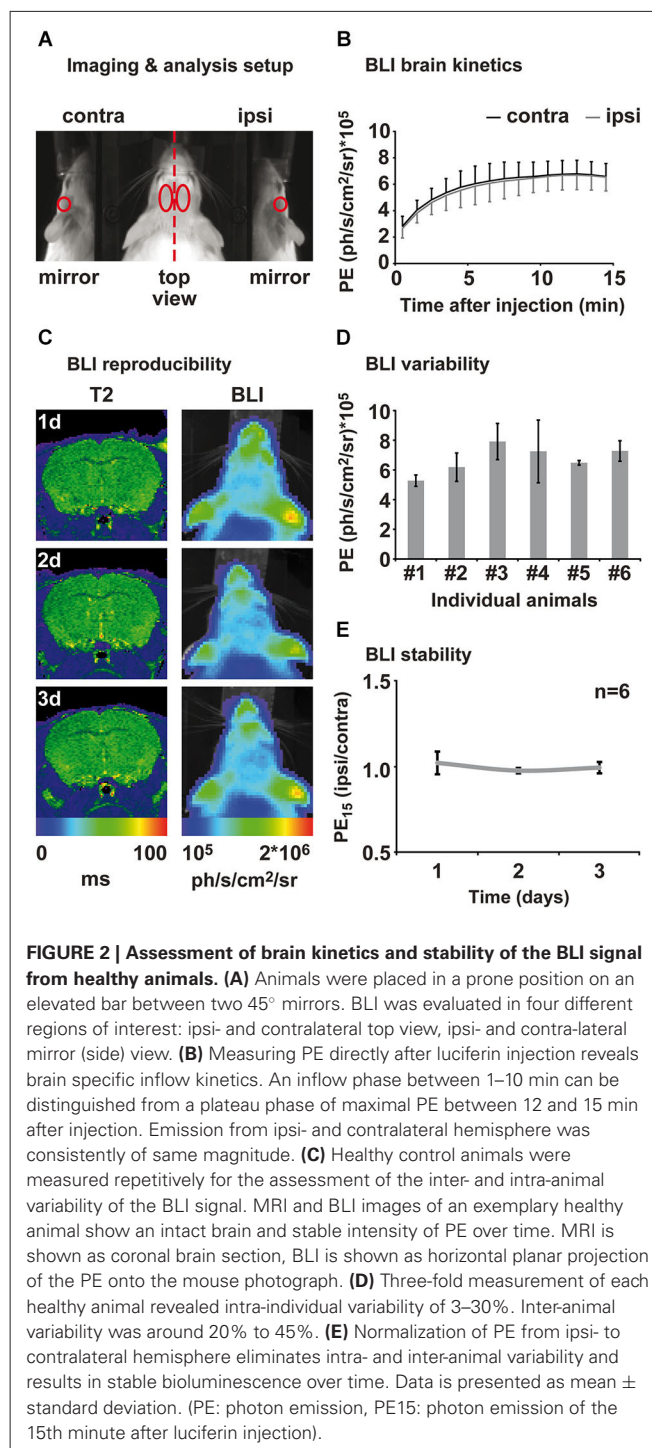 A
Imaging & analysis setup
contra ipsi
mirror top view mirror
B
BLI brain kinetics
contra ipsi
PE (ph/s/cm²/sr)*10⁵
10
8
6
4
2
0
0 5 10 15
Time after injection (min)
C
BLI reproducibility
T2 BLI
1d
2d
3d
0 100 10⁵ 2*10⁶
ms ph/s/cm²/sr
D
BLI variability
PE (ph/s/cm²/sr)*10⁵
10
8
6
4
2
0
#1 #2 #3 #4 #5 #6
Individual animals
E
BLI stability
n=6
PE₁₅ (ipsi/contra)
1.5
1.0
0.5
1 2 3
Time (days)
FIGURE 2 | Assessment of brain kinetics and stability of the BLI signal
from healthy animals. (A) Animals were placed in a prone position on an
elevated bar between two 45° mirrors. BLI was evaluated in four different
regions of interest: ipsi- and contralateral top view, ipsi- and contra-lateral
mirror (side) view. (B) Measuring PE directly after luciferin injection reveals
brain specific inflow kinetics. An inflow phase between 1–10 min can be
distinguished from a plateau phase of maximal PE between 12 and 15 min
after injection. Emission from ipsi- and contralateral hemisphere was
consistently of same magnitude. (C) Healthy control animals were
measured repetitively for the assessment of the inter- and intra-animal
variability of the BLI signal. MRI and BLI images of an exemplary healthy
animal show an intact brain and stable intensity of PE over time. MRI is
shown as coronal brain section, BLI is shown as horizontal planar projection
of the PE onto the mouse photograph. (D) Three-fold measurement of each
healthy animal revealed intra-individual variability of 3–30%. Inter-animal
variability was around 20% to 45%. (E) Normalization of PE from ipsi- to
contralateral hemisphere eliminates intra- and inter-animal variability and
results in stable bioluminescence over time. Data is presented as mean ±
standard deviation. (PE: photon emission, PE15: photon emission of the
15th minute after luciferin injection).